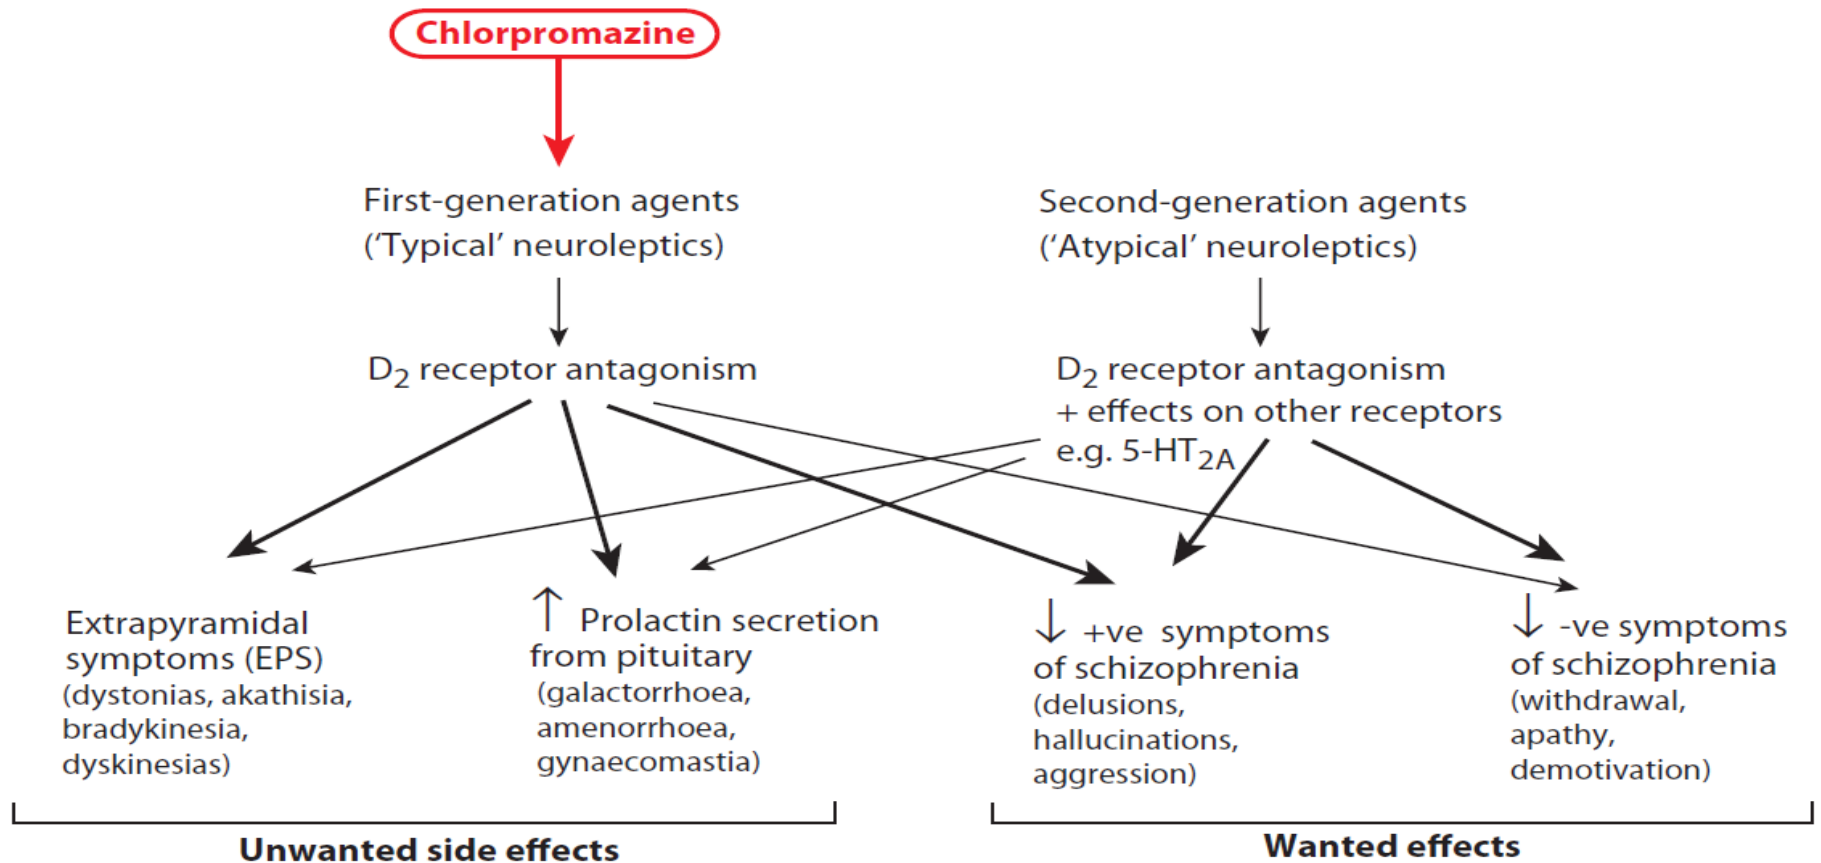 Chlorpromazine
First-generation agents
(‘Typical’ neuroleptics)
Second-generation agents
(‘Atypical’ neuroleptics)
D2 receptor antagonism
D2 receptor antagonism
+ effects on other receptors
e.g. 5-HT2A
Extrapyramidal
symptoms (EPS)
(dystonias, akathisia,
bradykinesia,
dyskinesias)
↑ Prolactin secretion
from pituitary
(galactorrhoea,
amenorrhoea,
gynaecomastia)
↓ +ve symptoms
of schizophrenia
(delusions,
hallucinations,
aggression)
↓ -ve symptoms
of schizophrenia
(withdrawal,
apathy,
demotivation)
Unwanted side effects
Wanted effects